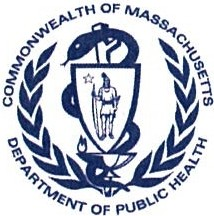 COMMONWEALTH OF MASSACHUSETTS
DEPARTMENT OF PUBLIC HEALTH